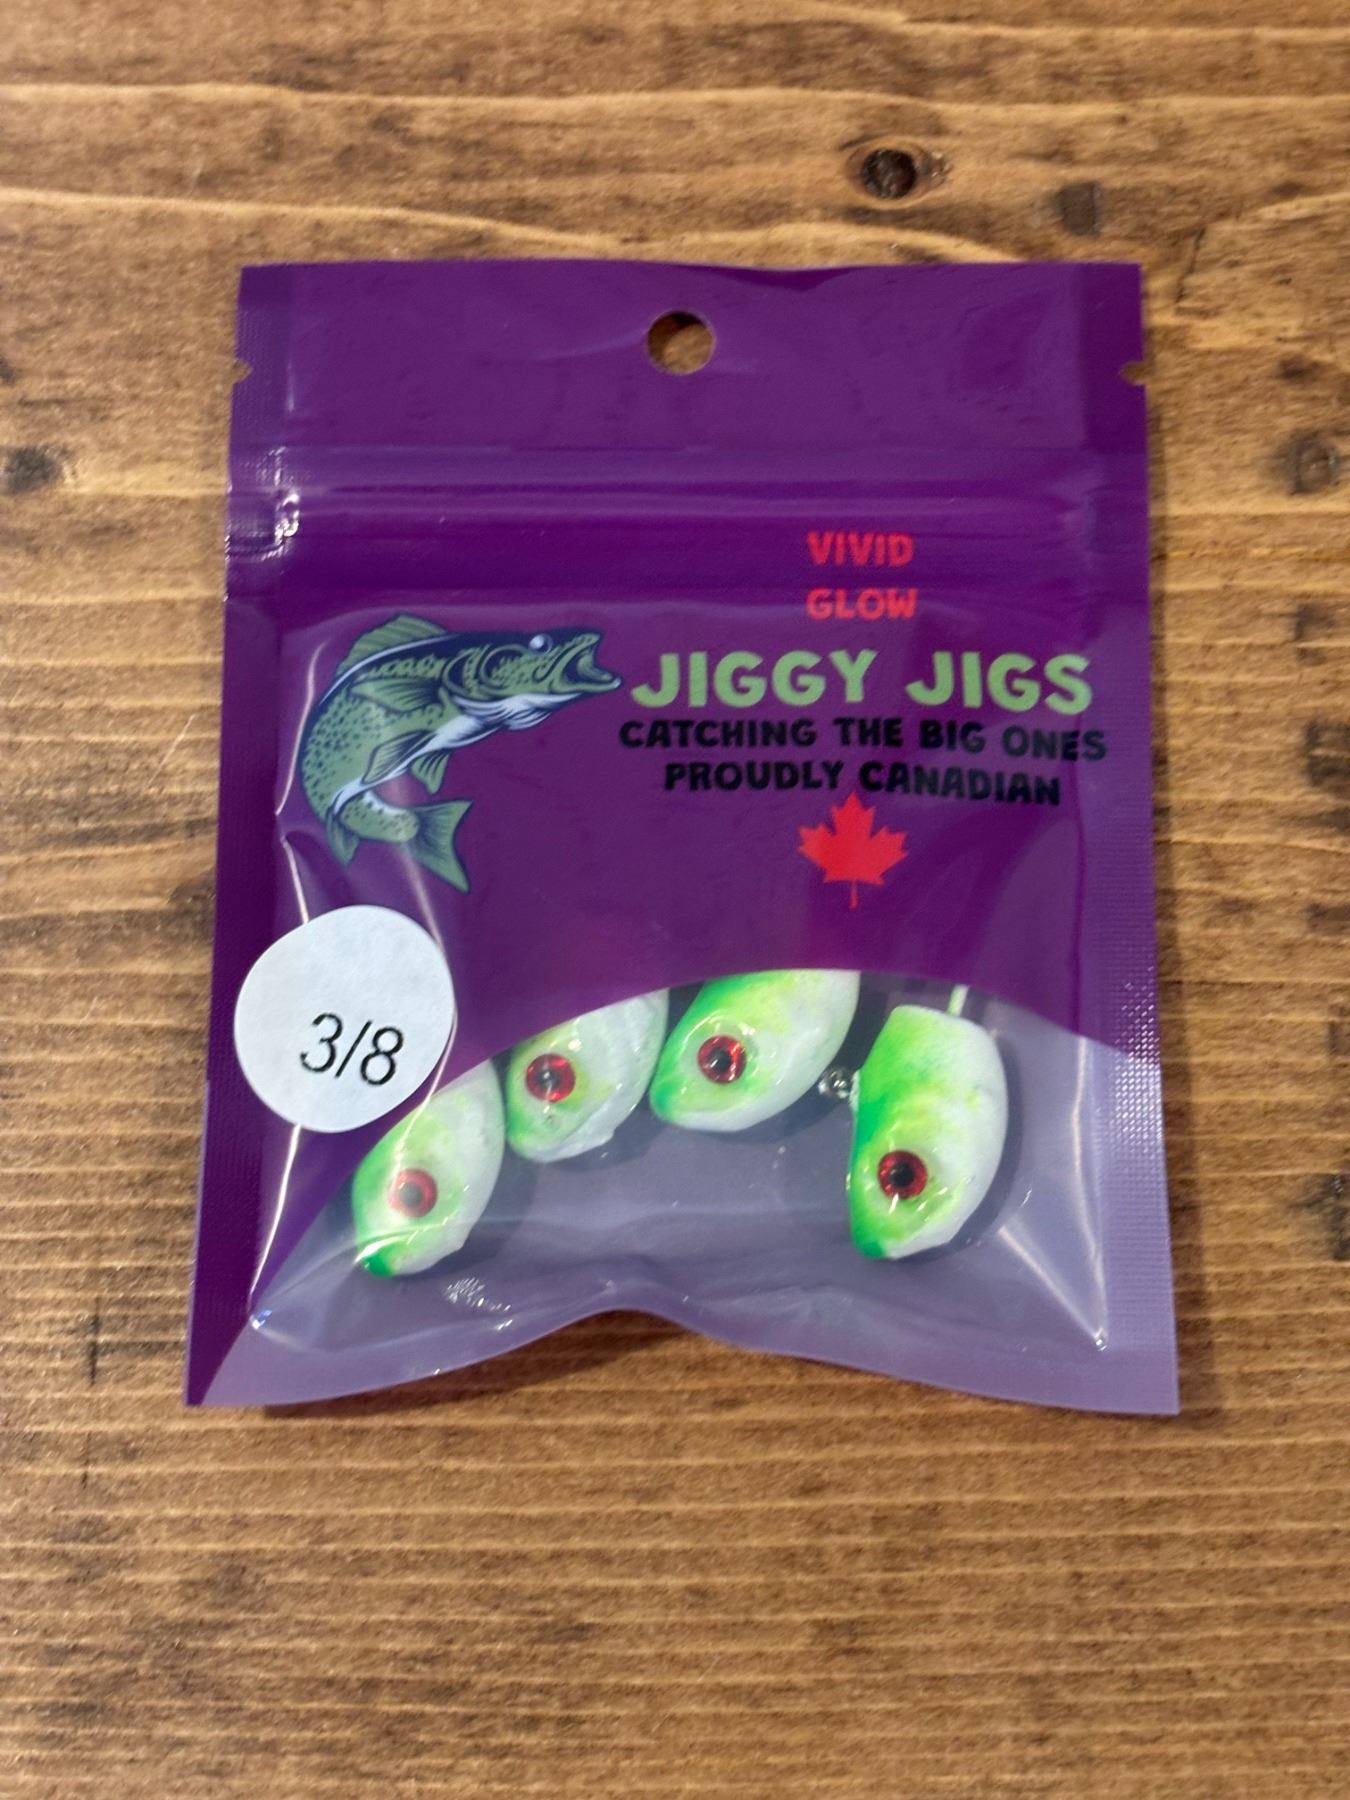 VIVID
GLOW
JIGGY JIGS
CATCHING THE BIG ONES
PROUDLY CANADIAN
3/8